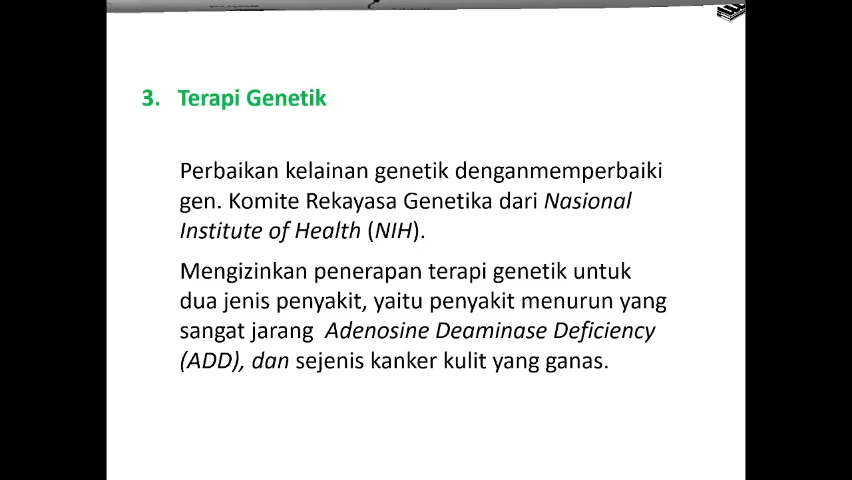 3. Terapi Genetik
Perbaikan kelainan genetik denganmemperbaiki
gen. Komite Rekayasa Genetika dari Nasional
Institute of Health (NIH).
Mengizinkan penerapan terapi genetik untuk
dua jenis penyakit, yaitu penyakit menurun yang
sangat jarang Adenosine Deaminase Deficiency
(ADD), dan sejenis kanker kulit yang ganas.